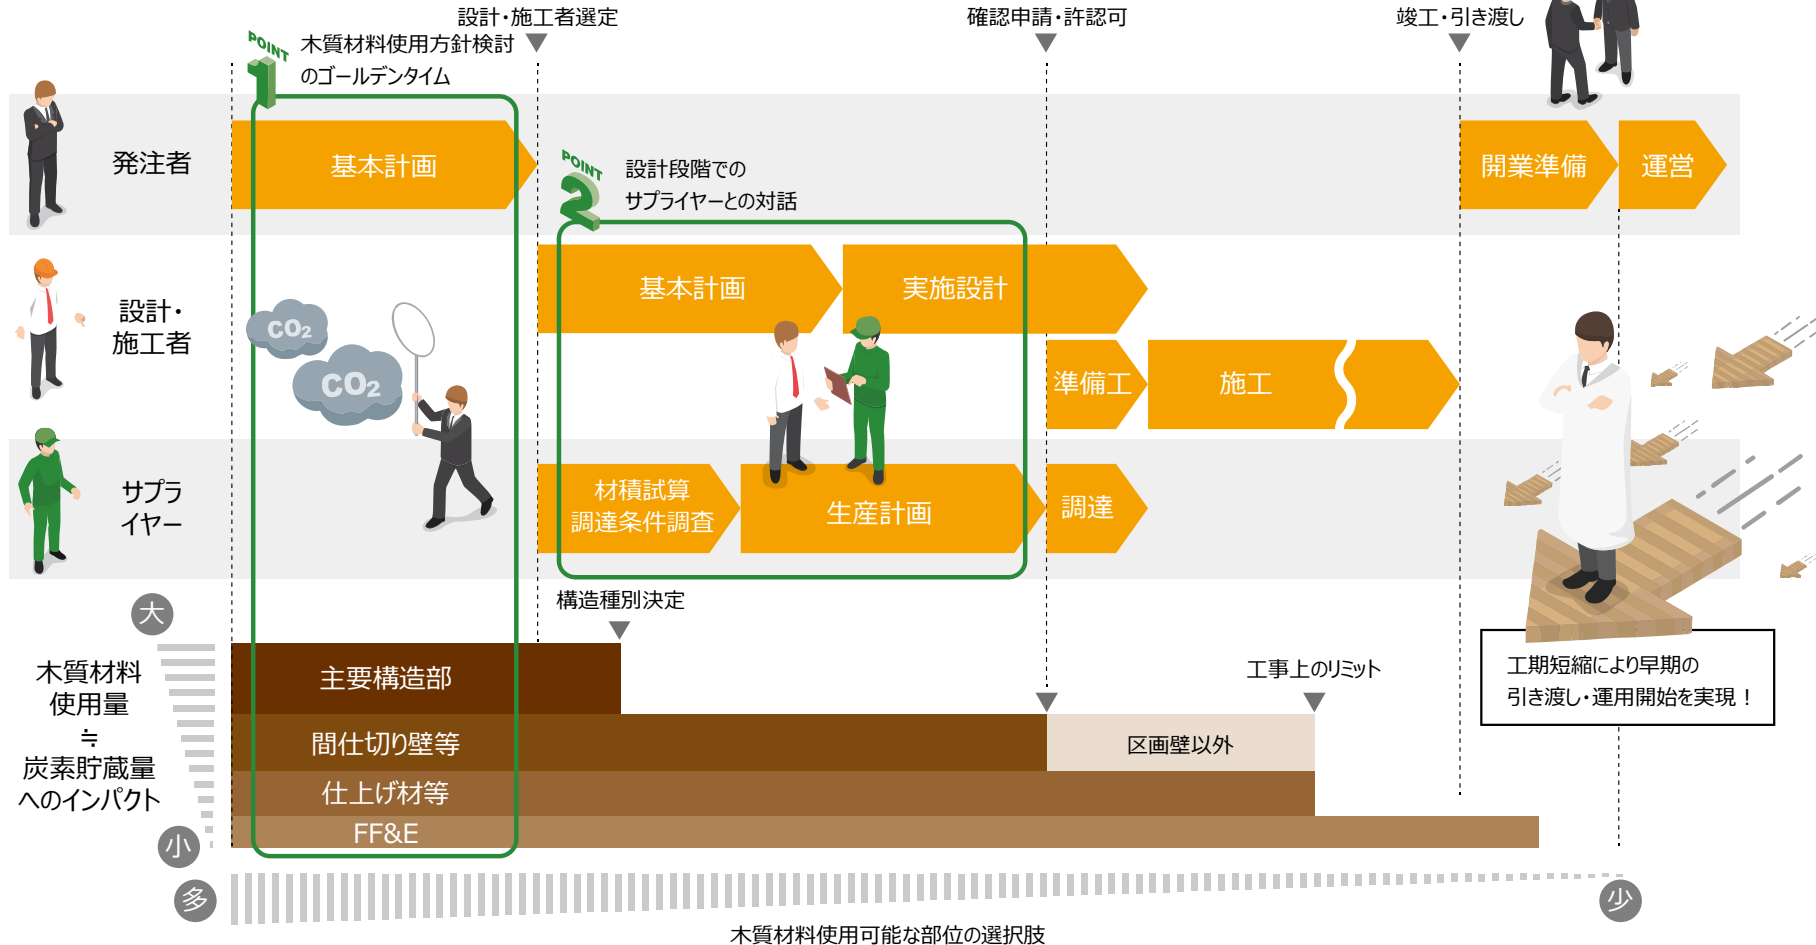 設計・施工者選定
確認申請・許認可
竣工・引き渡し
POINT
1
木質材料使用方針検討
のゴールデンタイム
発注者
基本計画
開業準備
運営
POINT
2
設計段階での
サプライヤーとの対話
設計・
施工者
基本計画
実施設計
CO₂
CO₂
準備工
施工
サプラ
イヤー
材積試算
調達条件調査
生産計画
調達
構造種別決定
大
木質材料
使用量
≒
炭素貯蔵量
へのインパクト
小
主要構造部
工事上のリミット
間仕切り壁等
区画壁以外
仕上げ材等
FF&E
工期短縮により早期の
引き渡し・運用開始を実現！
多
少
木質材料使用可能な部位の選択肢